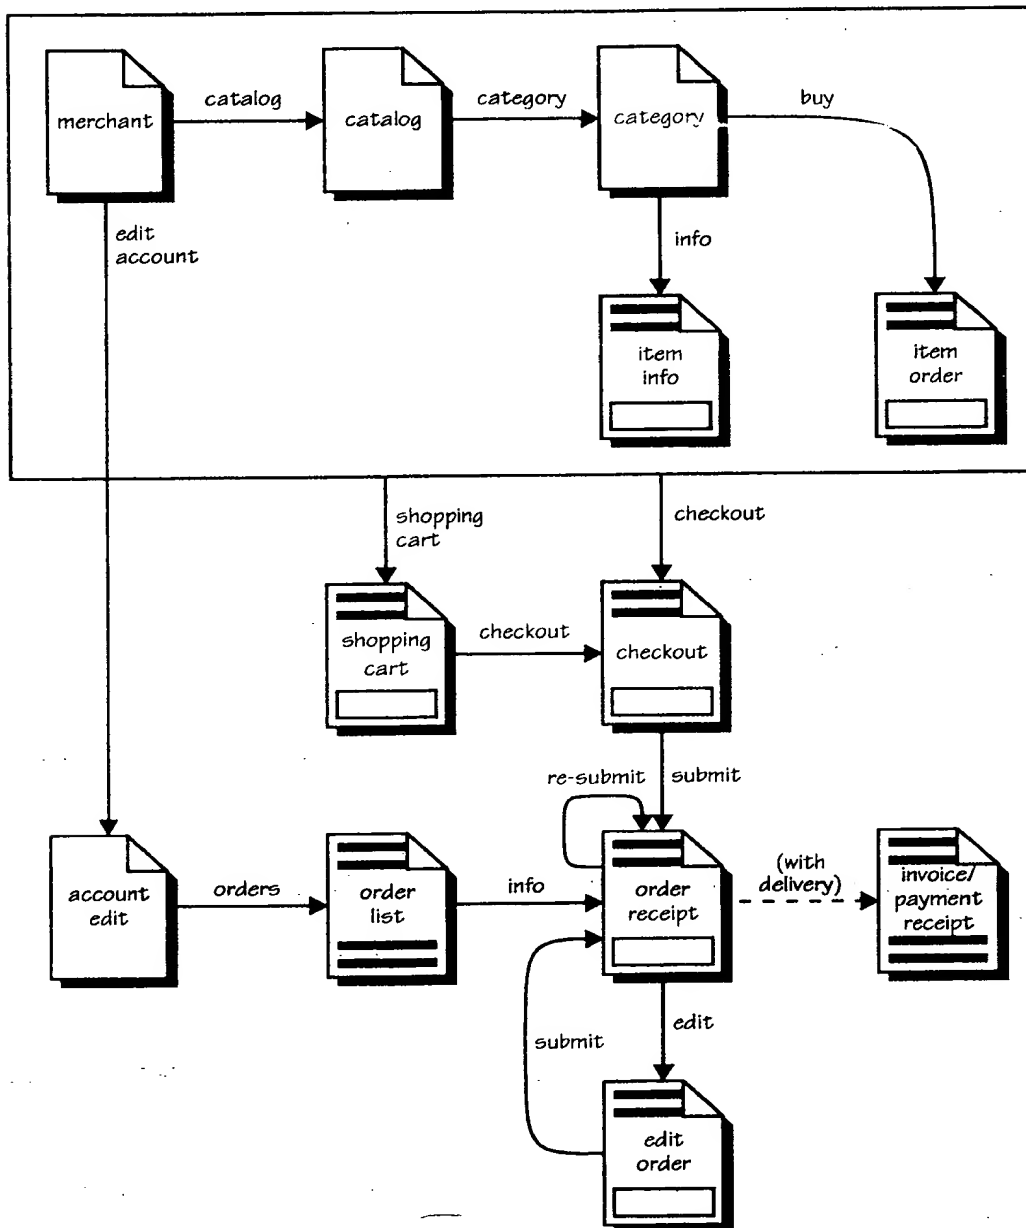 merchant
catalog
catalog
category
category
buy
edit
account
info
item
info
item
order
shopping
cart
checkout
shopping
cart
checkout
checkout
re-submit
submit
account
edit
orders
order
list
info
order
receipt
(with
delivery)
invoice/
payment
receipt
submit
edit
edit
order